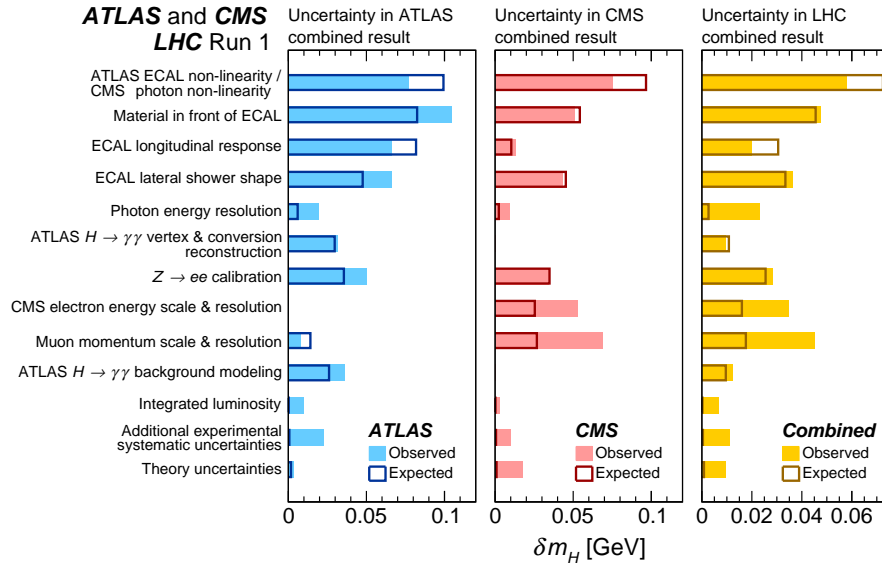 ATLAS and CMS
LHC Run 1
Uncertainty in ATLAS
combined result
Uncertainty in CMS
combined result
Uncertainty in LHC
combined result
ATLAS ECAL non-linearity /
CMS photon non-linearity
Material in front of ECAL
ECAL longitudinal response
ECAL lateral shower shape
Photon energy resolution
ATLAS H → γγ vertex & conversion
reconstruction
Z → ee calibration
CMS electron energy scale & resolution
Muon momentum scale & resolution
ATLAS H → γγ background modeling
Integrated luminosity
Additional experimental
systematic uncertainties
Theory uncertainties
ATLAS
Observed
Expected
CMS
Observed
Expected
Combined
Observed
Expected
0 0.05 0.1
0 0.05 0.1
0 0.02 0.04 0.06
δm_H [GeV]